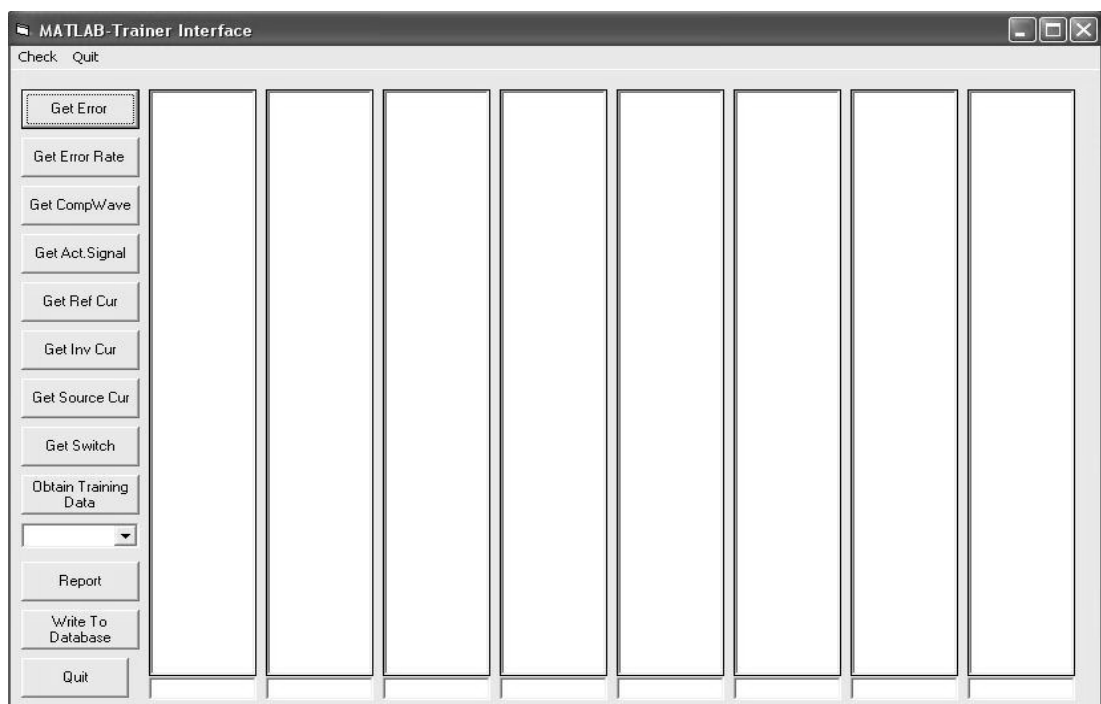 MATLAB-Trainer Interface
Check Quit
Get Error
Get Error Rate
Get CompWave
Get Act.Signal
Get Ref Cur
Get Inv Cur
Get Source Cur
Get Switch
Obtain Training
Data
Report
Write To
Database
Quit